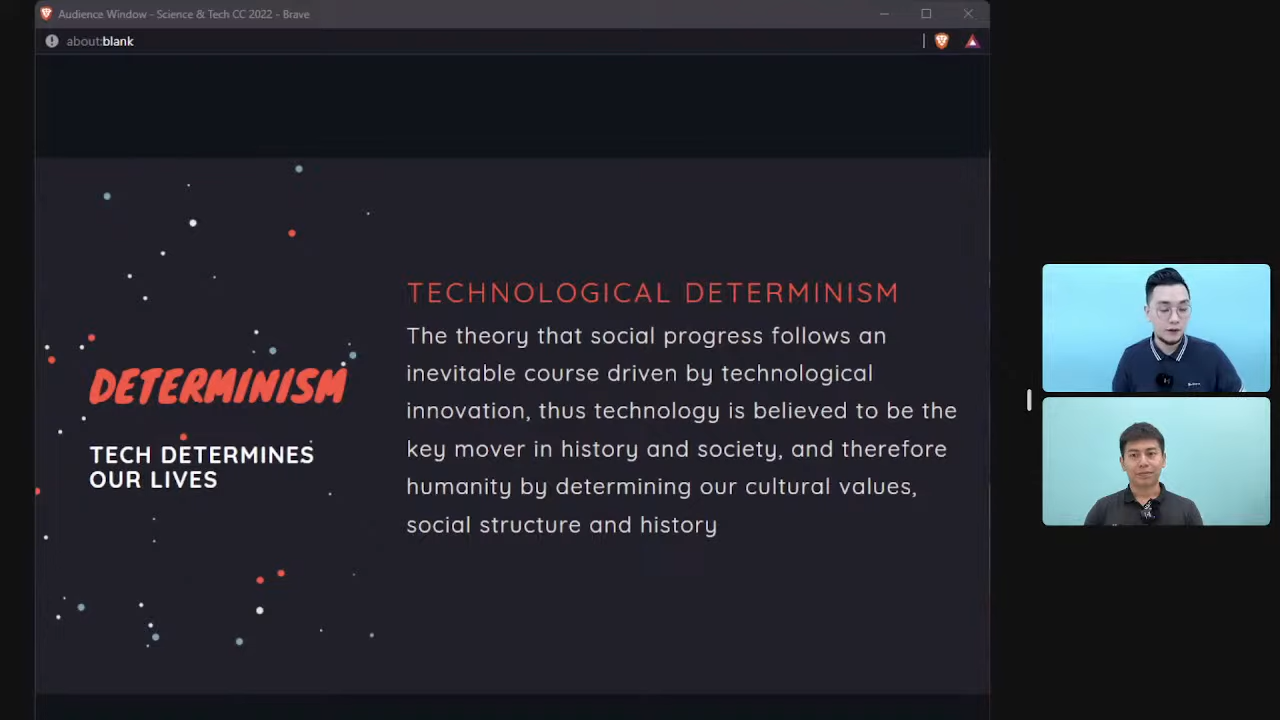 Audience Window - Science & Tech CC 2022 - Brave
about:blank
DETERMINISM
TECH DETERMINES
OUR LIVES
TECHNOLOGICAL DETERMINISM
The theory that social progress follows an
inevitable course driven by technological
innovation, thus technology is believed to be the
key mover in history and society, and therefore
humanity by determining our cultural values,
social structure and history